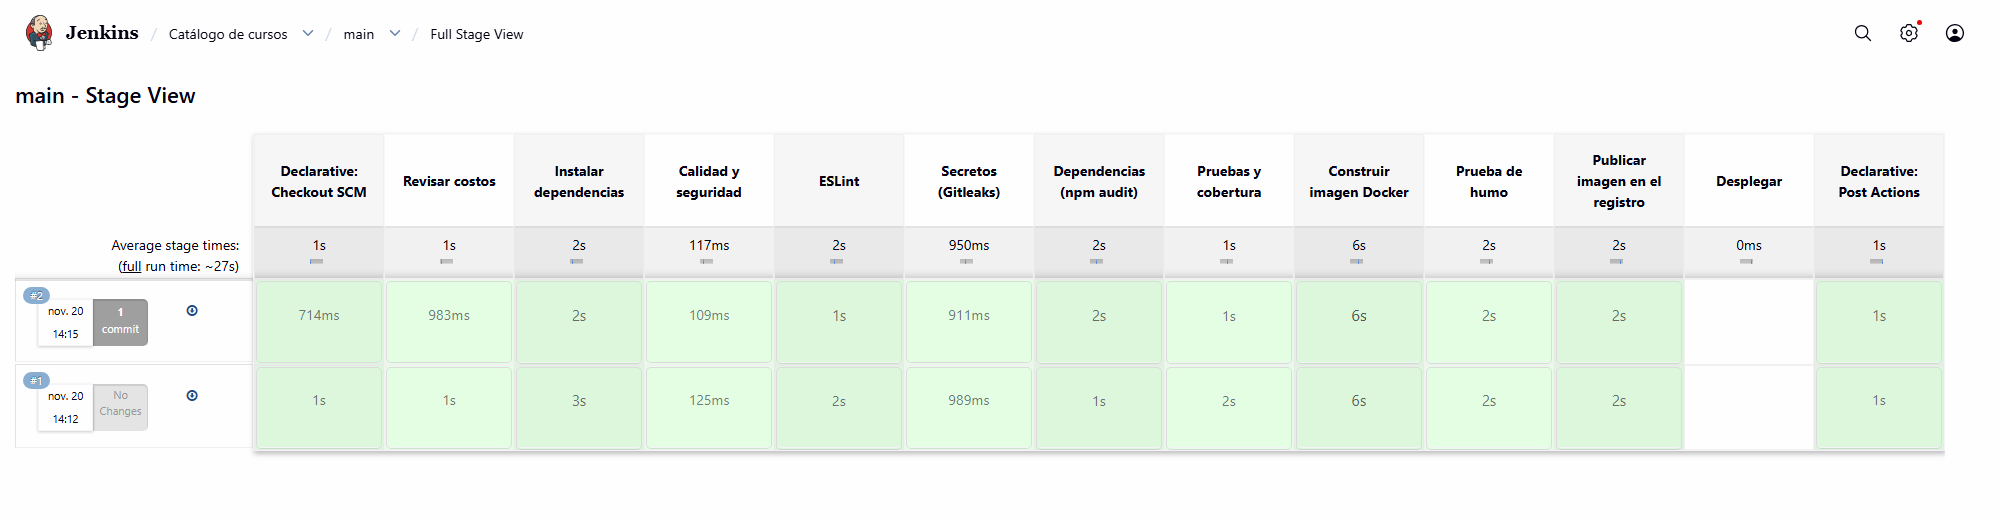 Jenkins / Catálogo de cursos / main / Full Stage View
main - Stage View
Declarative: Checkout SCM
Revisar costos
Instalar dependencias
Calidad y seguridad
ESLint
Secretos (Gitleaks)
Dependencias (npm audit)
Pruebas y cobertura
Construir imagen Docker
Prueba de humo
Publicar imagen en el registro
Desplegar
Declarative: Post Actions
Average stage times:
(full run time: ~27s)
1s 1s 2s 117ms 2s 950ms 2s 1s 6s 2s 2s 0ms 1s
#2
nov. 20
14:15
1
commit
714ms 983ms 2s 109ms 1s 911ms 2s 1s 6s 2s 2s 1s
#1
nov. 20
14:12
No
Changes
1s 1s 3s 125ms 2s 989ms 1s 2s 6s 2s 2s 1s